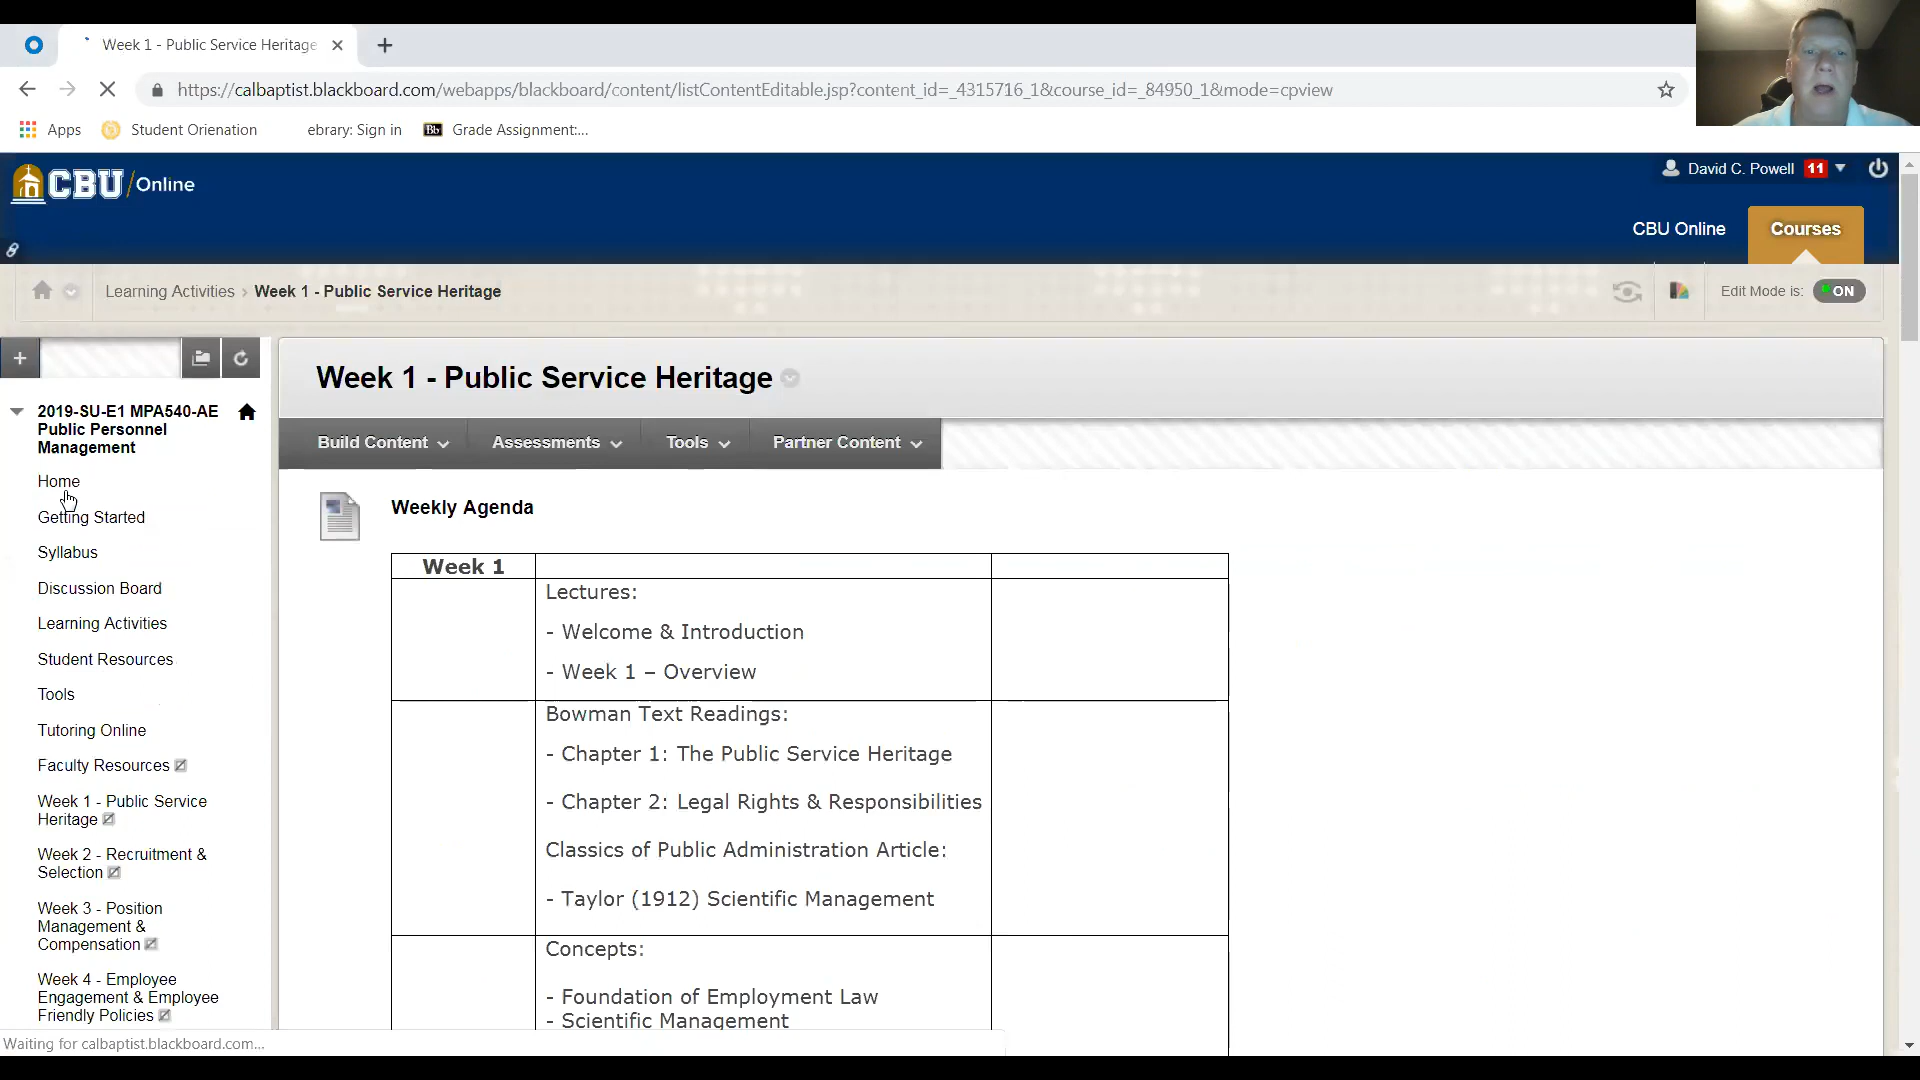 Week 1 - Public Service Heritage
https://calbaptist.blackboard.com/webapps/blackboard/content/listContentEditable.jsp?content_id=_4315716_1&course_id=_84950_1&mode=cpview
Apps Student Orienation ebrary: Sign in Bb Grade Assignment:...
CBU / Online
David C. Powell 11
CBU Online Courses
Learning Activities > Week 1 - Public Service Heritage
Edit Mode is: ON
2019-SU-E1 MPA540-AE
Public Personnel
Management
Home
Getting Started
Syllabus
Discussion Board
Learning Activities
Student Resources
Tools
Tutoring Online
Faculty Resources
Week 1 - Public Service
Heritage
Week 2 - Recruitment &
Selection
Week 3 - Position
Management &
Compensation
Week 4 - Employee
Engagement & Employee
Friendly Policies
Week 1 - Public Service Heritage
Build Content Assessments Tools Partner Content
Weekly Agenda
Week 1
Lectures:
- Welcome & Introduction
- Week 1 – Overview
Bowman Text Readings:
- Chapter 1: The Public Service Heritage
- Chapter 2: Legal Rights & Responsibilities
Classics of Public Administration Article:
- Taylor (1912) Scientific Management
Concepts:
- Foundation of Employment Law
- Scientific Management
Waiting for calbaptist.blackboard.com...